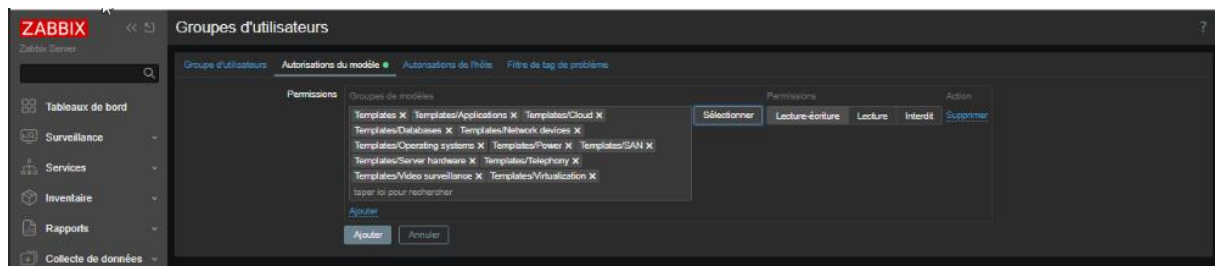 ZABBIX
Groupes d'utilisateurs
?
Zabbix Server
Groupe d'utilisateurs Autorisations du modèle Autorisations de l'hôte Filtre de tag de problème
Permissions Groupes de modèles Permissions Action
Templates X Templates/Applications X Templates/Cloud X Sélectionner Lecture-écriture Lecture Interdit Supprimer
Templates/Databases X Templates/Network devices X
Templates/Operating systems X Templates/Power X Templates/SAN X
Templates/Server hardware X Templates/Telephony X
Templates/Video surveillance X Templates/Virtualization X
taper ici pour rechercher
Ajouter
Ajouter Annuler
Tableaux de bord
Surveillance
Services
Inventaire
Rapports
Collecte de données